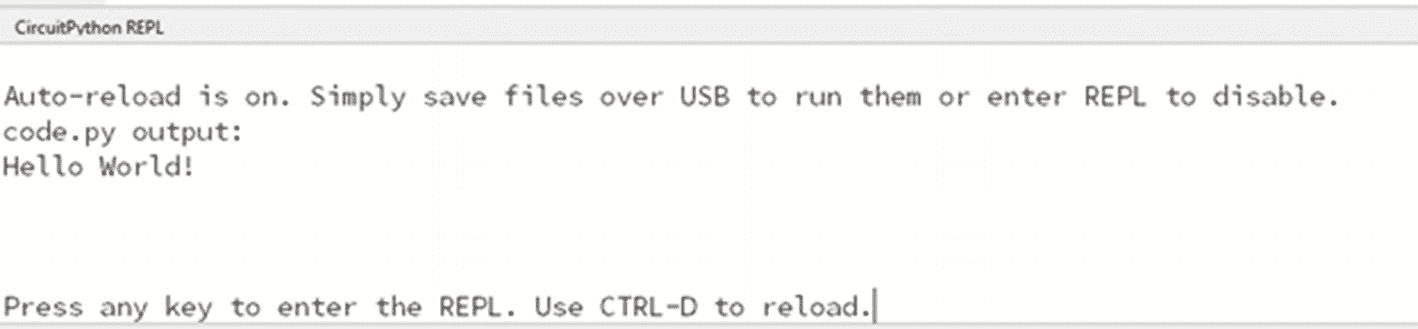 CircuitPython REPL
Auto-reload is on. Simply save files over USB to run them or enter REPL to disable.
code.py output:
Hello World!
Press any key to enter the REPL. Use CTRL-D to reload.